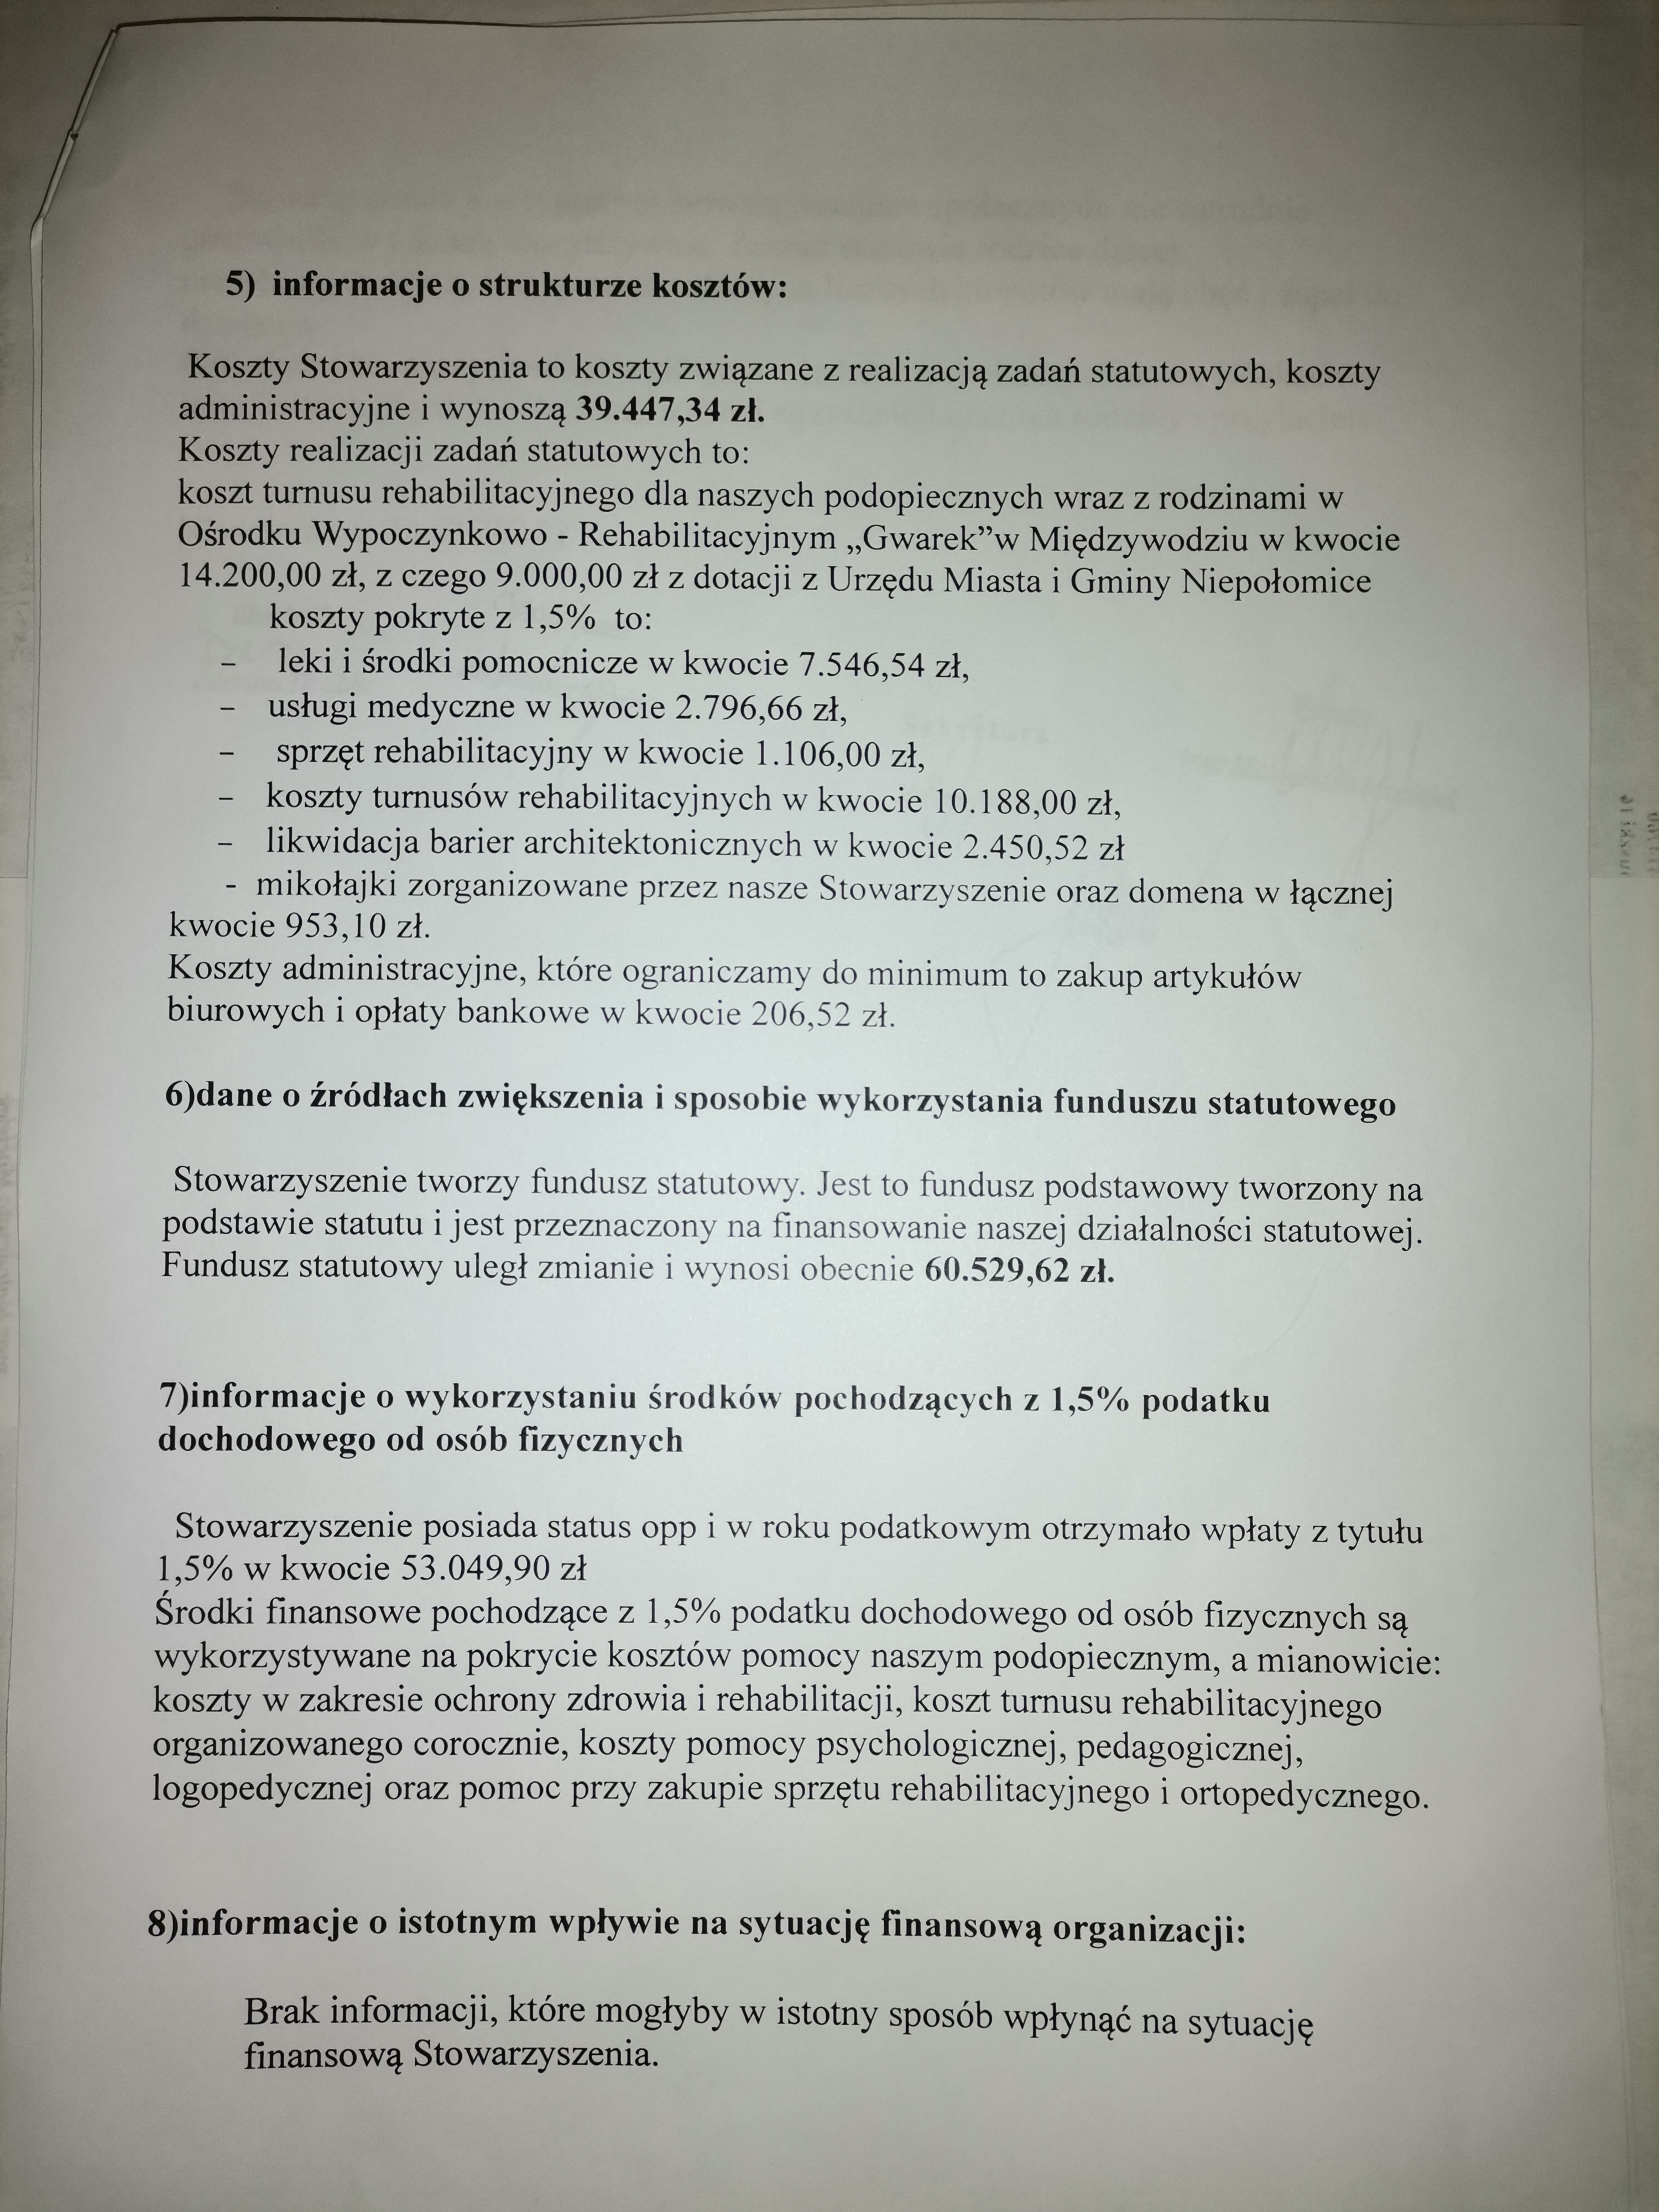 5) informacje o strukturze kosztów:
Koszty Stowarzyszenia to koszty związane z realizacją zadań statutowych, koszty
administracyjne i wynoszą 39.447,34 zł.
Koszty realizacji zadań statutowych to:
koszt turnusu rehabilitacyjnego dla naszych podopiecznych wraz z rodzinami w
Ośrodku Wypoczynkowo - Rehabilitacyjnym „Gwarek”w Międzywodziu w kwocie
14.200,00 zł, z czego 9.000,00 zł z dotacji z Urzędu Miasta i Gminy Niepołomice
koszty pokryte z 1,5% to:
– leki i środki pomocnicze w kwocie 7.546,54 zł,
– usługi medyczne w kwocie 2.796,66 zł,
– sprzęt rehabilitacyjny w kwocie 1.106,00 zł,
– koszty turnusów rehabilitacyjnych w kwocie 10.188,00 zł,
– likwidacja barier architektonicznych w kwocie 2.450,52 zł
- mikołajki zorganizowane przez nasze Stowarzyszenie oraz domena w łącznej
kwocie 953,10 zł.
Koszty administracyjne, które ograniczamy do minimum to zakup artykułów
biurowych i opłaty bankowe w kwocie 206,52 zł.
6)dane o źródłach zwiększenia i sposobie wykorzystania funduszu statutowego
Stowarzyszenie tworzy fundusz statutowy. Jest to fundusz podstawowy tworzony na
podstawie statutu i jest przeznaczony na finansowanie naszej działalności statutowej.
Fundusz statutowy uległ zmianie i wynosi obecnie 60.529,62 zł.
7)informacje o wykorzystaniu środków pochodzących z 1,5% podatku
dochodowego od osób fizycznych
Stowarzyszenie posiada status opp i w roku podatkowym otrzymało wpłaty z tytułu
1,5% w kwocie 53.049,90 zł
Środki finansowe pochodzące z 1,5% podatku dochodowego od osób fizycznych są
wykorzystywane na pokrycie kosztów pomocy naszym podopiecznym, a mianowicie:
koszty w zakresie ochrony zdrowia i rehabilitacji, koszt turnusu rehabilitacyjnego
organizowanego corocznie, koszty pomocy psychologicznej, pedagogicznej,
logopedycznej oraz pomoc przy zakupie sprzętu rehabilitacyjnego i ortopedycznego.
8)informacje o istotnym wpływie na sytuację finansową organizacji:
Brak informacji, które mogłyby w istotny sposób wpłynąć na sytuację
finansową Stowarzyszenia.